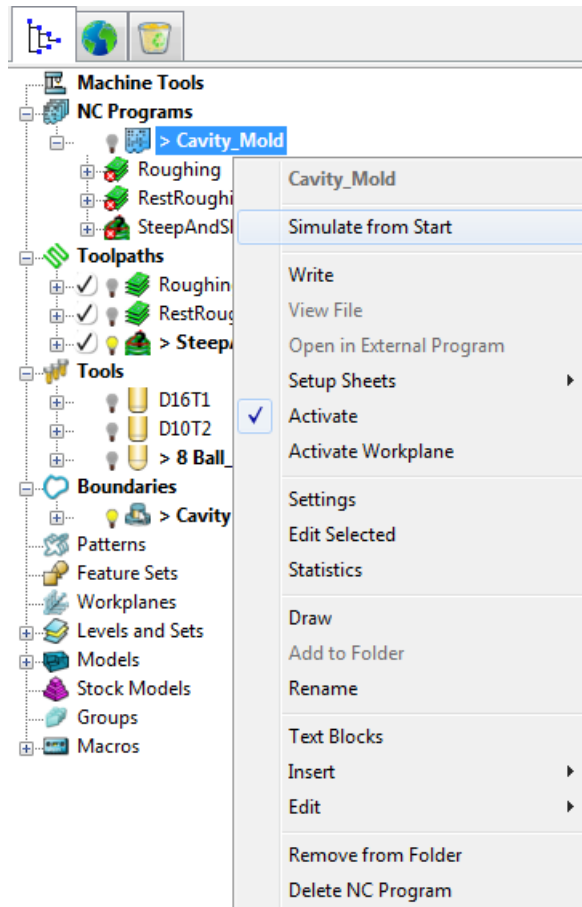 Machine Tools
NC Programs
> Cavity_Mold
Roughing
RestRoughi
SteepAndSl
Toolpaths
Roughin
RestRoug
> Steep
Tools
D16T1
D10T2
> 8 Ball_
Boundaries
> Cavity
Patterns
Feature Sets
Workplanes
Levels and Sets
Models
Stock Models
Groups
Macros
Cavity_Mold
Simulate from Start
Write
View File
Open in External Program
Setup Sheets
Activate
Activate Workplane
Settings
Edit Selected
Statistics
Draw
Add to Folder
Rename
Text Blocks
Insert
Edit
Remove from Folder
Delete NC Program